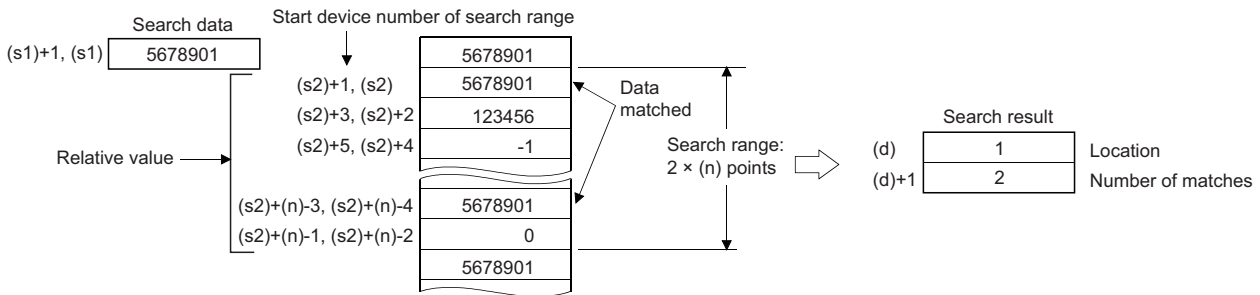 Search data
Start device number of search range
(s1)+1, (s1)
5678901
5678901
(s2)+1, (s2)
5678901
(s2)+3, (s2)+2
123456
(s2)+5, (s2)+4
-1
Data
matched
Relative value
Search range:
2 × (n) points
(s2)+(n)-3, (s2)+(n)-4
5678901
(s2)+(n)-1, (s2)+(n)-2
0
5678901
Search result
(d)
1
Location
(d)+1
2
Number of matches